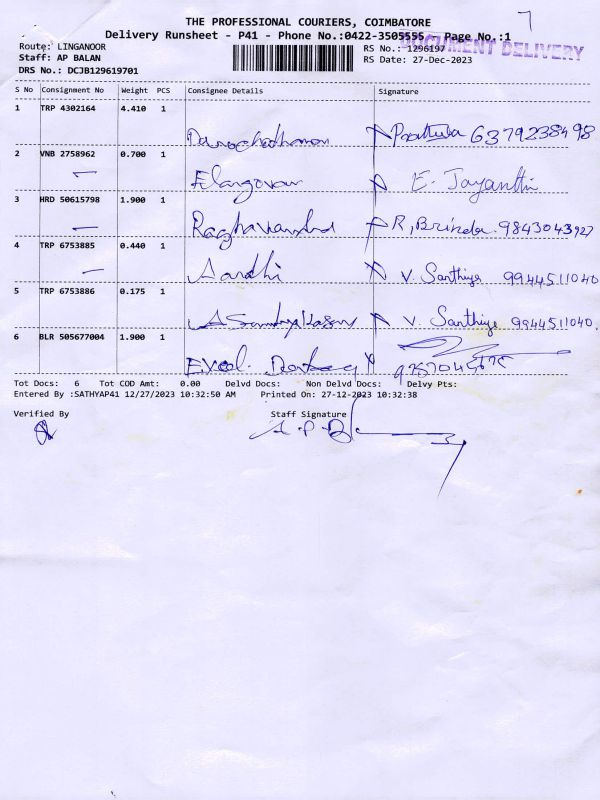 7
THE PROFESSIONAL COURIERS, COIMBATORE
Delivery Runsheet - P41 - Phone No.:0422-3505555 Page No.:1
DOCUMENT DELIVERY
Route: LINGANOOR
RS No.: 1296197
Staff: AP BALAN
RS Date: 27-Dec-2023
DRS No.: DCJB129619701
S No Consignment No Weight PCS Consignee Details Signature
1 TRP 4302164 4.410 1
6379238498
2 VNB 2758962 0.700 1
Elangovan E. Jayanthi
3 HRD 50615798 1.900 1
R, Brinda. 9843043927
4 TRP 6753885 0.440 1
Aardhi V. Santhiya 9944511040
5 TRP 6753886 0.175 1
V. Santhiya 9944511040.
6 BLR 505677004 1.900 1
Excel
Tot Docs: 6 Tot COD Amt: 0.00 Delvd Docs: Non Delvd Docs: Delvy Pts:
Entered By :SATHYAP41 12/27/2023 10:32:50 AM Printed On: 27-12-2023 10:32:38
Verified By Staff Signature